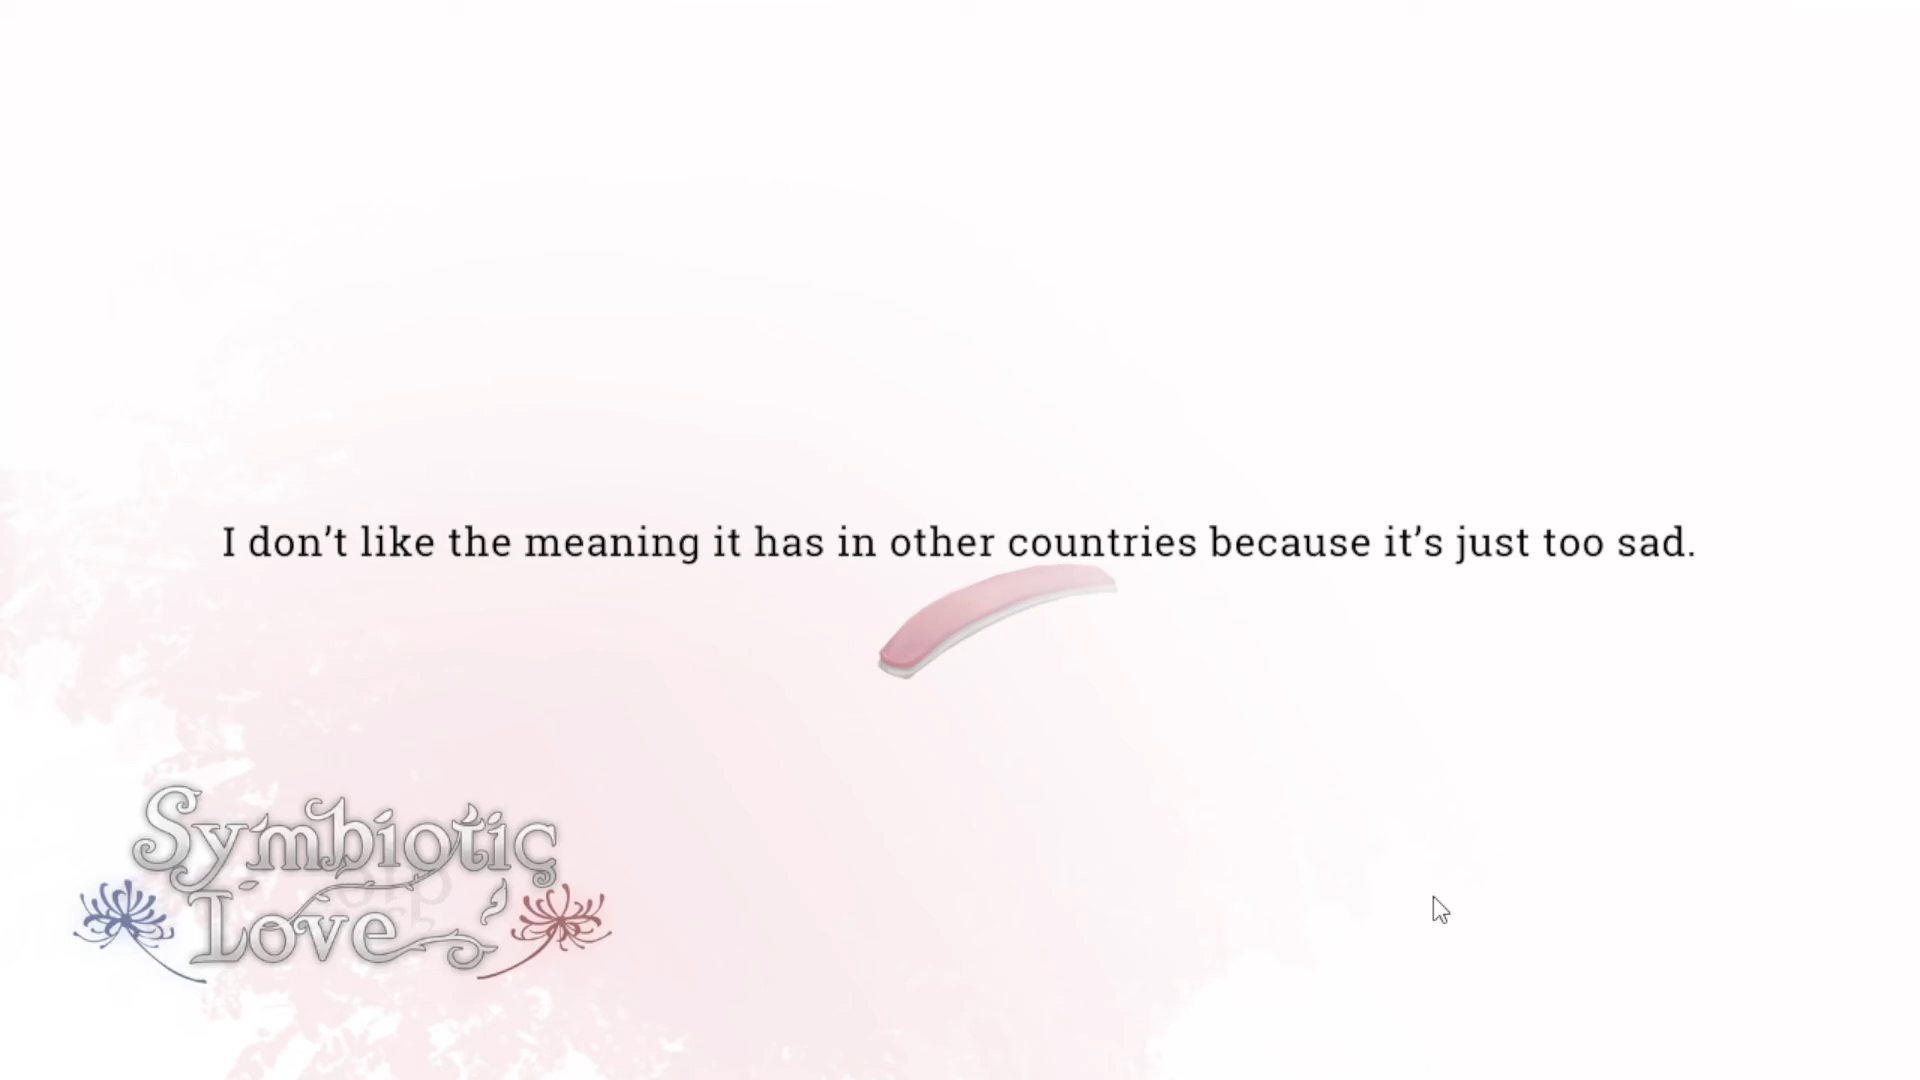 I don’t like the meaning it has in other countries because it’s just too sad.
Symbiotic
Love